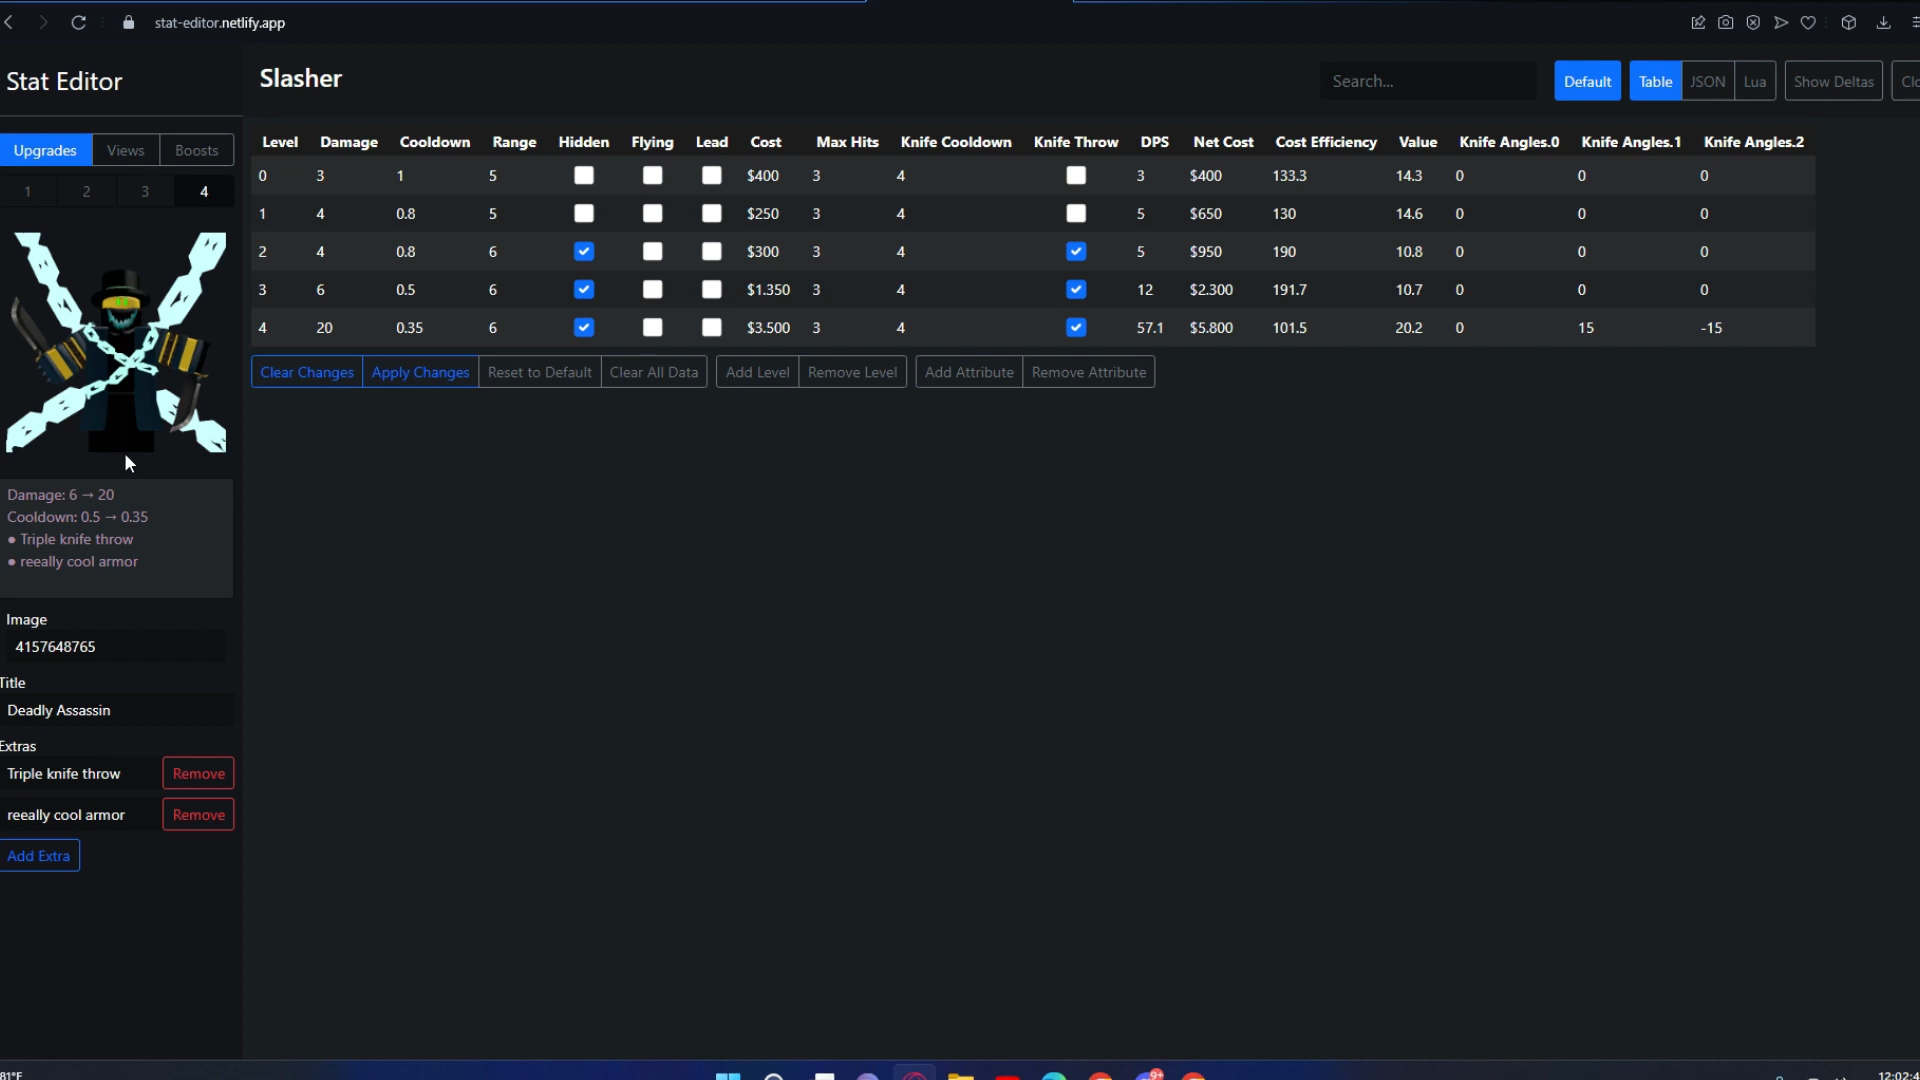 stat-editor.netlify.app
Stat Editor
Slasher
Search...
Default
Table
JSON
Lua
Show Deltas
Upgrades
Views
Boosts
1
2
3
4
Level Damage Cooldown Range Hidden Flying Lead Cost Max Hits Knife Cooldown Knife Throw DPS Net Cost Cost Efficiency Value Knife Angles.0 Knife Angles.1 Knife Angles.2
0 3 1 5 $400 3 4 3 $400 133.3 14.3 0 0 0
1 4 0.8 5 $250 3 4 5 $650 130 14.6 0 0 0
2 4 0.8 6 $300 3 4 5 $950 190 10.8 0 0 0
3 6 0.5 6 $1.350 3 4 12 $2.300 191.7 10.7 0 0 0
4 20 0.35 6 $3.500 3 4 57.1 $5.800 101.5 20.2 0 15 -15
Clear Changes
Apply Changes
Reset to Default
Clear All Data
Add Level
Remove Level
Add Attribute
Remove Attribute
Damage: 6 → 20
Cooldown: 0.5 → 0.35
● Triple knife throw
● reeally cool armor
Image
4157648765
Title
Deadly Assassin
Extras
Triple knife throw
Remove
reeally cool armor
Remove
Add Extra
81°F
9+
12:02:4